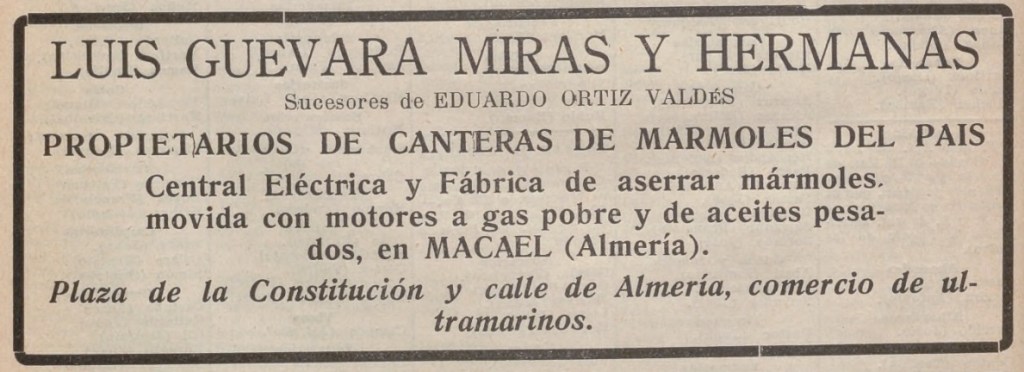 LUIS GUEVARA MIRAS Y HERMANAS
Sucesores de EDUARDO ORTIZ VALDÉS
PROPIETARIOS DE CANTERAS DE MARMOLES DEL PAIS
Central Eléctrica y Fábrica de aserrar mármoles.
movida con motores a gas pobre y de aceites pesa-
dos, en MACAEL (Almería).
Plaza de la Constitución y calle de Almería, comercio de ul-
tramarinos.